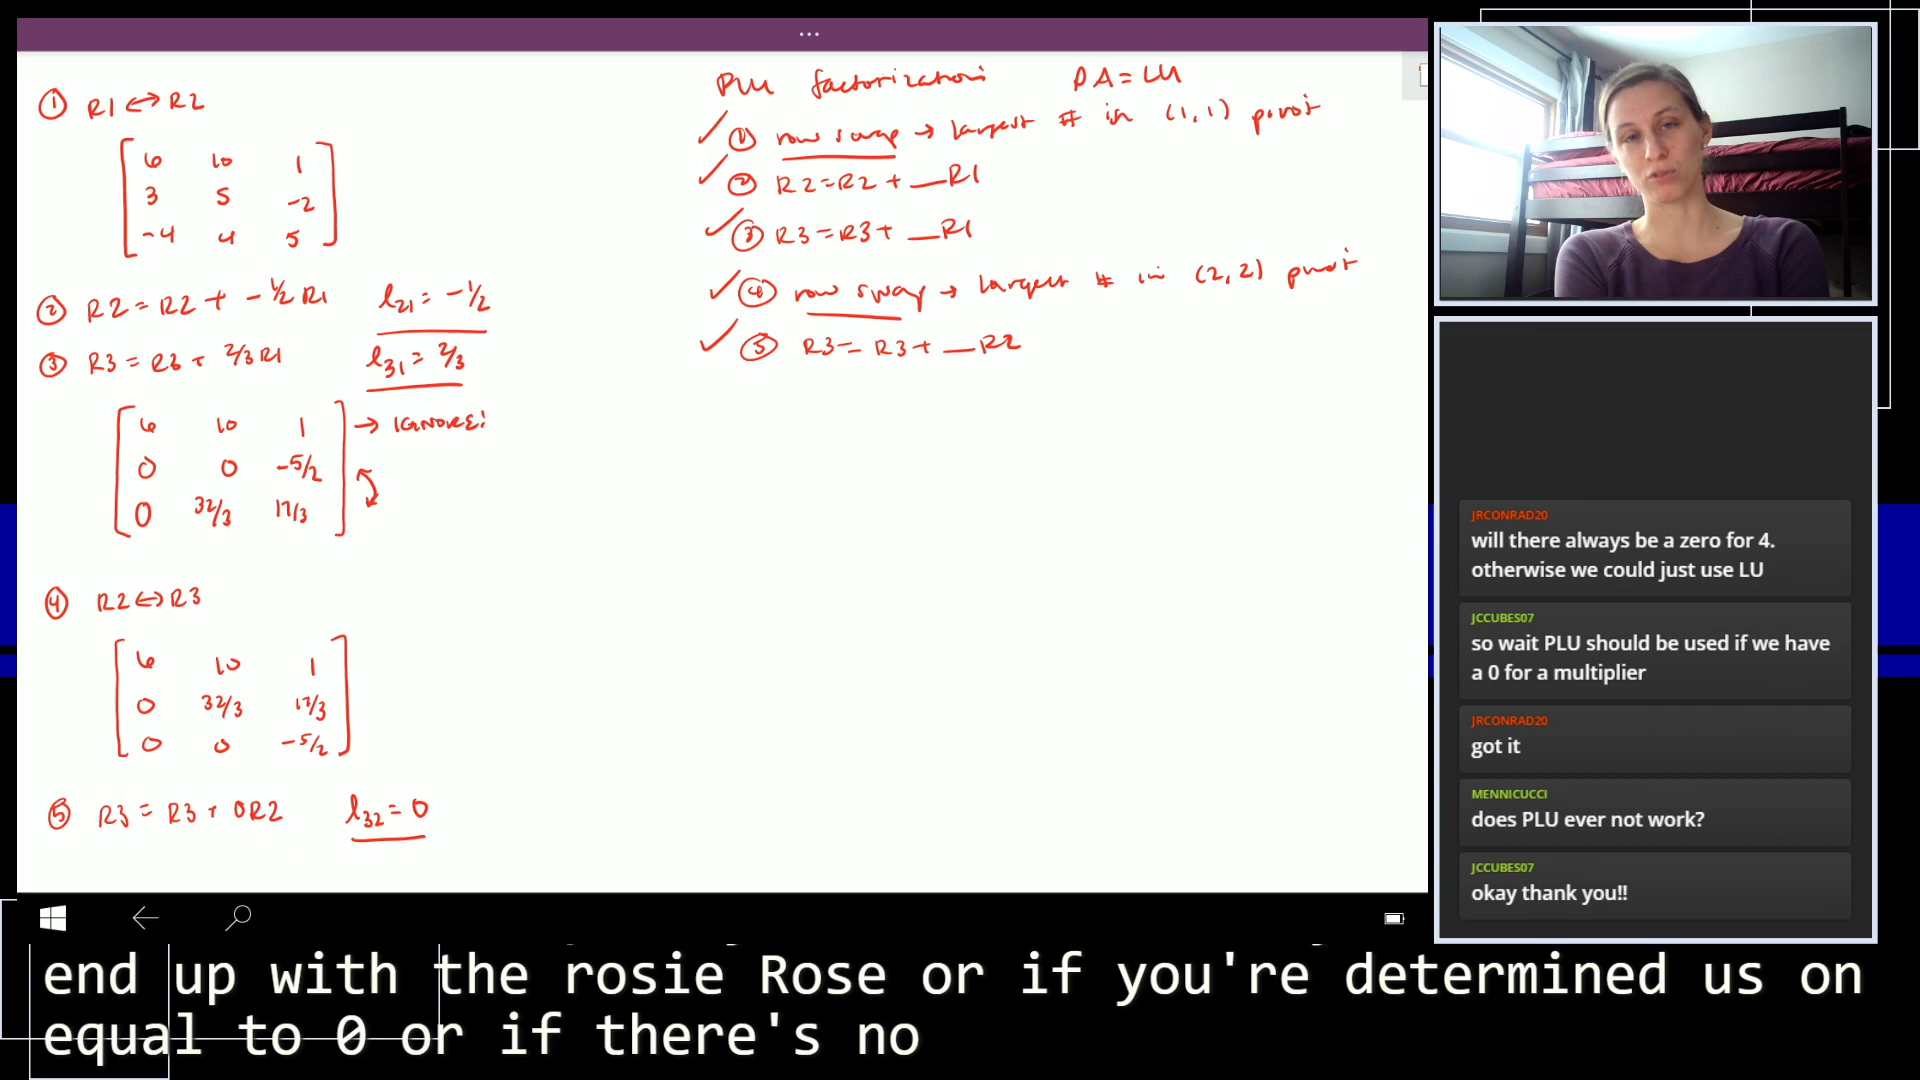 ...
① R1 ↔ R2
6 10 1
3 5 -2
-4 4 5
② R2 = R2 + -1/2 R1 l21 = -1/2
③ R3 = R3 + 2/3 R1 l31 = 2/3
6 10 1 → IGNORE!
0 0 -5/2
0 32/3 17/3
④ R2 ↔ R3
6 10 1
0 32/3 17/3
0 0 -5/2
⑤ R3 = R3 + 0R2 l32 = 0
PLU factorization PA = LU
✓ ① row swap → largest # in (1,1) pivot
✓ ② R2 = R2 + __R1
✓ ③ R3 = R3 + __R1
✓ ④ row swap → largest # in (2,2) pivot
✓ ⑤ R3 = R3 + __R2
JRCONRAD20
will there always be a zero for 4.
otherwise we could just use LU
JCCUBES07
so wait PLU should be used if we have
a 0 for a multiplier
JRCONRAD20
got it
MENNICUCCI
does PLU ever not work?
JCCUBES07
okay thank you!!
end up with the rosie Rose or if you're determined us on
equal to 0 or if there's no